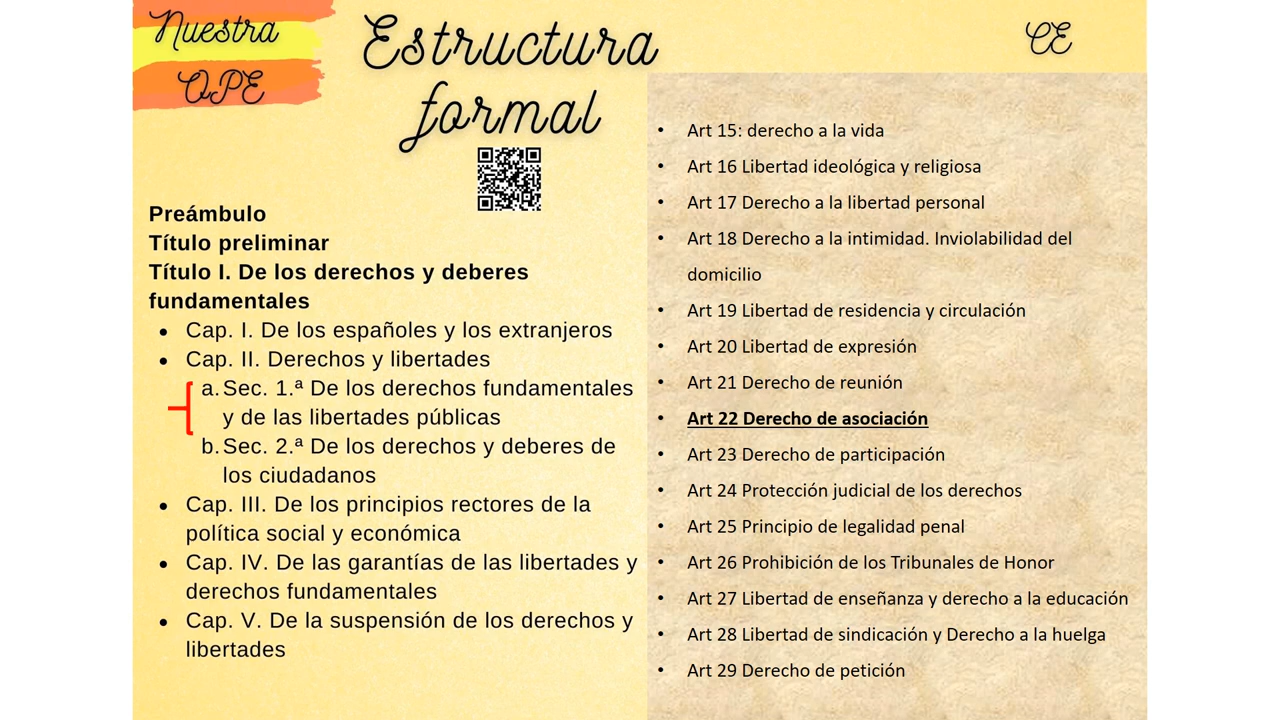 Nuestra
OPE
Estructura
formal
CE
Preámbulo
Título preliminar
Título I. De los derechos y deberes
fundamentales
• Cap. I. De los españoles y los extranjeros
• Cap. II. Derechos y libertades
a. Sec. 1.ª De los derechos fundamentales
y de las libertades públicas
b. Sec. 2.ª De los derechos y deberes de
los ciudadanos
• Cap. III. De los principios rectores de la
política social y económica
• Cap. IV. De las garantías de las libertades y
derechos fundamentales
• Cap. V. De la suspensión de los derechos y
libertades
• Art 15: derecho a la vida
• Art 16 Libertad ideológica y religiosa
• Art 17 Derecho a la libertad personal
• Art 18 Derecho a la intimidad. Inviolabilidad del
domicilio
• Art 19 Libertad de residencia y circulación
• Art 20 Libertad de expresión
• Art 21 Derecho de reunión
• Art 22 Derecho de asociación
• Art 23 Derecho de participación
• Art 24 Protección judicial de los derechos
• Art 25 Principio de legalidad penal
• Art 26 Prohibición de los Tribunales de Honor
• Art 27 Libertad de enseñanza y derecho a la educación
• Art 28 Libertad de sindicación y Derecho a la huelga
• Art 29 Derecho de petición